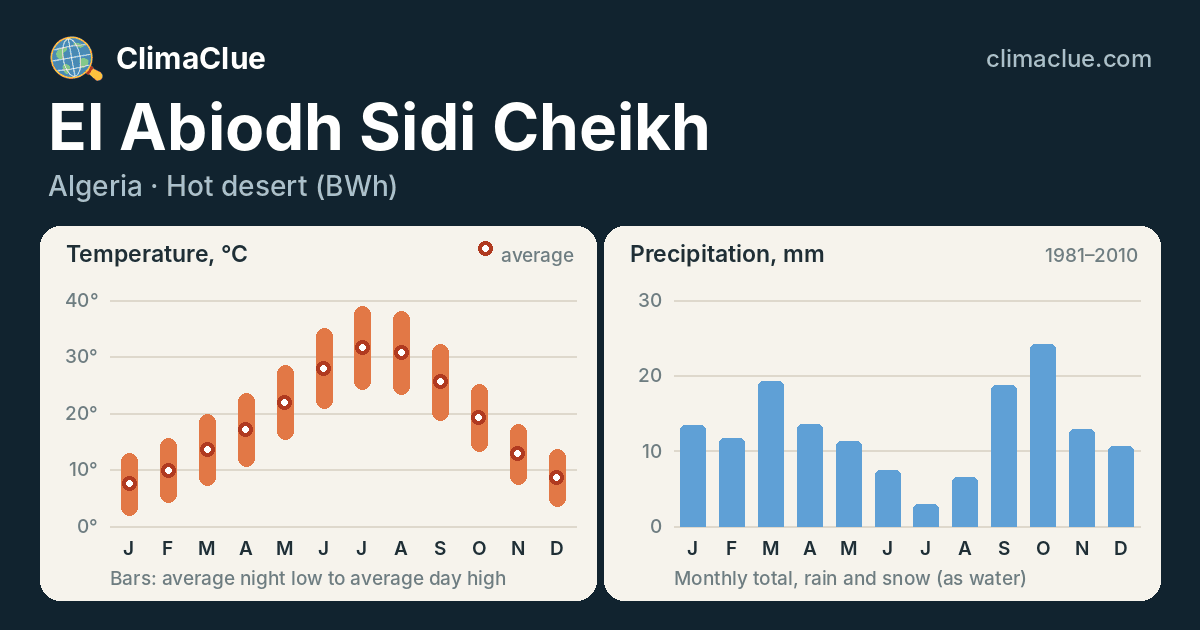 ClimaClue
climaclue.com
El Abiodh Sidi Cheikh
Algeria · Hot desert (BWh)
Temperature, °C
average
40°
30°
20°
10°
0°
J F M A M J J A S O N D
Bars: average night low to average day high
Precipitation, mm
1981–2010
30
20
10
0
J F M A M J J A S O N D
Monthly total, rain and snow (as water)